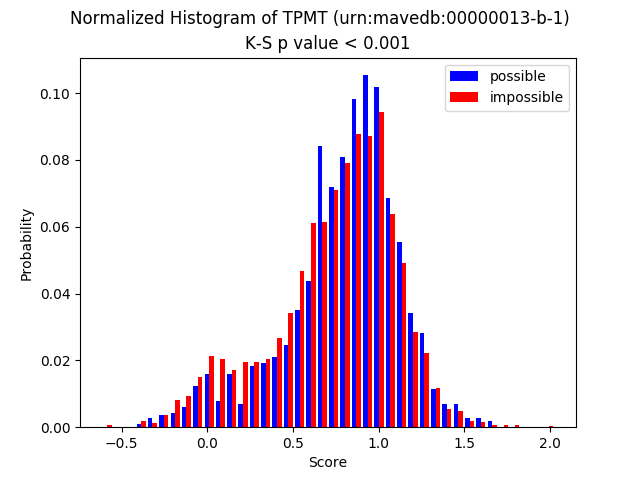 Normalized Histogram of TPMT (urn:mavedb:00000013-b-1)
K-S p value < 0.001
possible
impossible
0.10
0.08
0.06
0.04
0.02
0.00
Probability
−0.5
0.0
0.5
1.0
1.5
2.0
Score